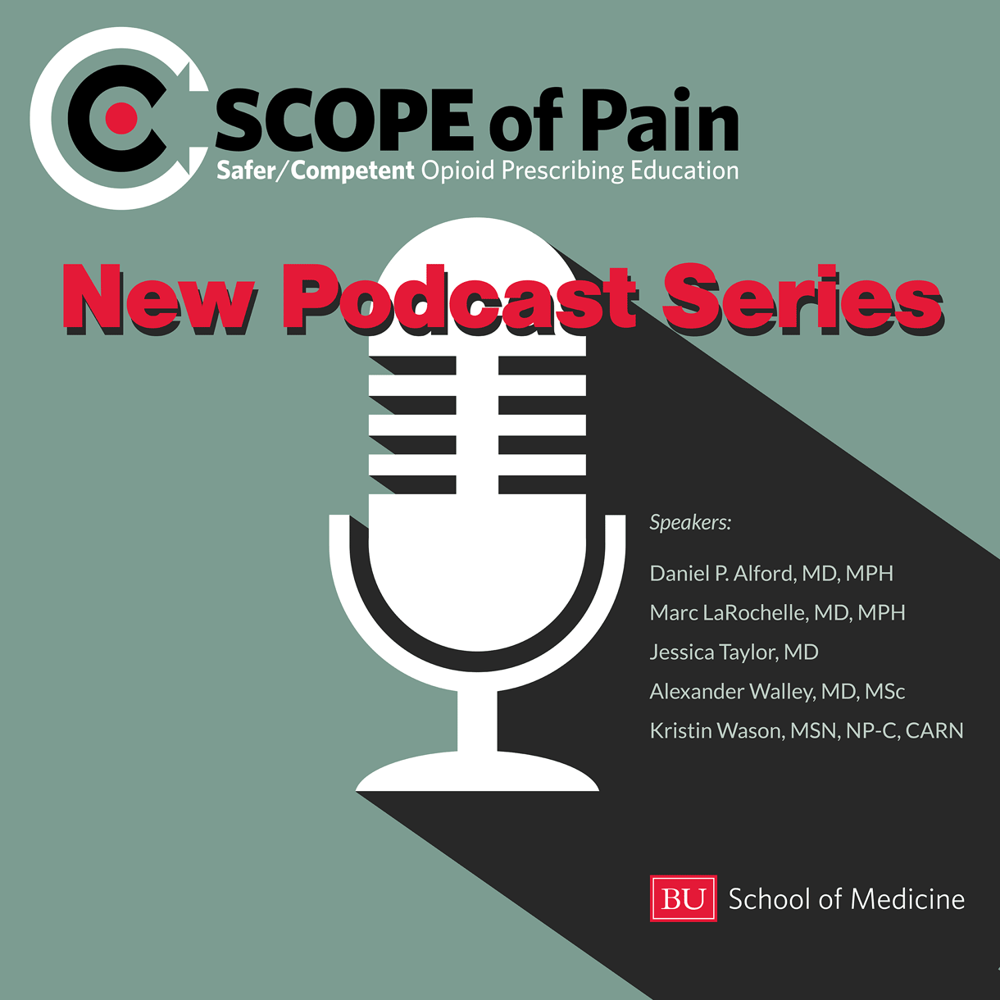 SCOPE of Pain
Safer/Competent Opioid Prescribing Education
New Podcast Series
Speakers:
Daniel P. Alford, MD, MPH
Marc LaRochelle, MD, MPH
Jessica Taylor, MD
Alexander Walley, MD, MSc
Kristin Wason, MSN, NP-C, CARN
BU School of Medicine